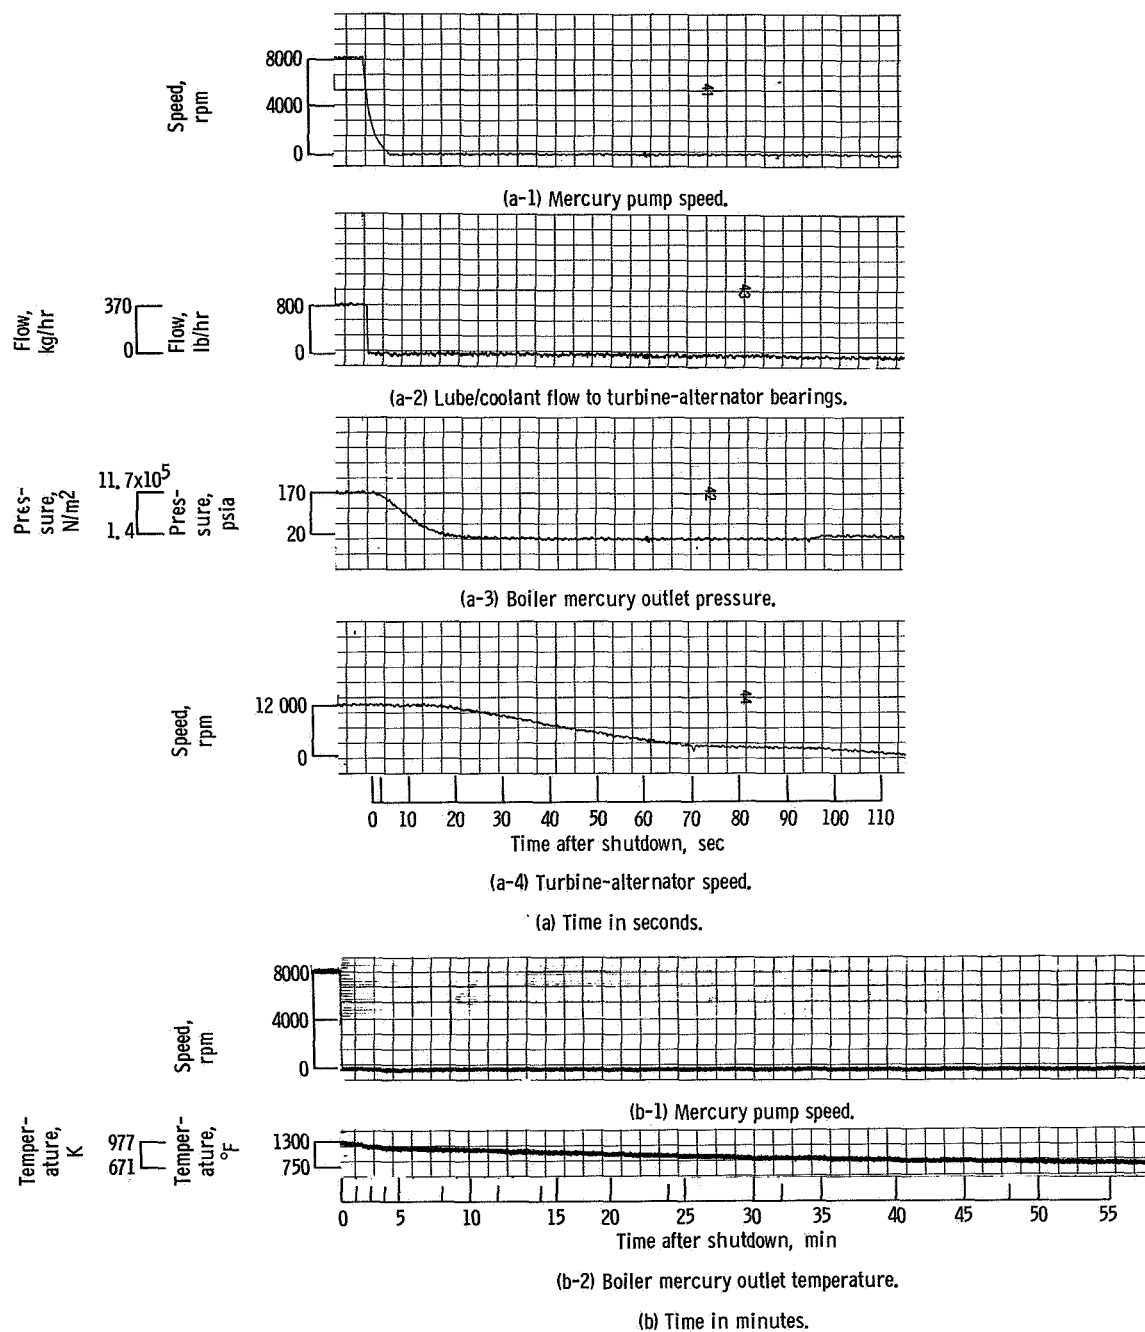 Speed,
rpm
8000
4000
0
41
(a-1) Mercury pump speed.
Flow,
kg/hr
370
0
Flow,
lb/hr
800
0
43
(a-2) Lube/coolant flow to turbine-alternator bearings.
Pres-
sure,
N/m2
11.7x10^5
1.4
Pres-
sure,
psia
170
20
42
(a-3) Boiler mercury outlet pressure.
Speed,
rpm
12 000
0
44
0 10 20 30 40 50 60 70 80 90 100 110
Time after shutdown, sec
(a-4) Turbine-alternator speed.
(a) Time in seconds.
Speed,
rpm
8000
4000
0
(b-1) Mercury pump speed.
Temper-
ature,
K
977
671
Temper-
ature,
°F
1300
750
0 5 10 15 20 25 30 35 40 45 50 55
Time after shutdown, min
(b-2) Boiler mercury outlet temperature.
(b) Time in minutes.